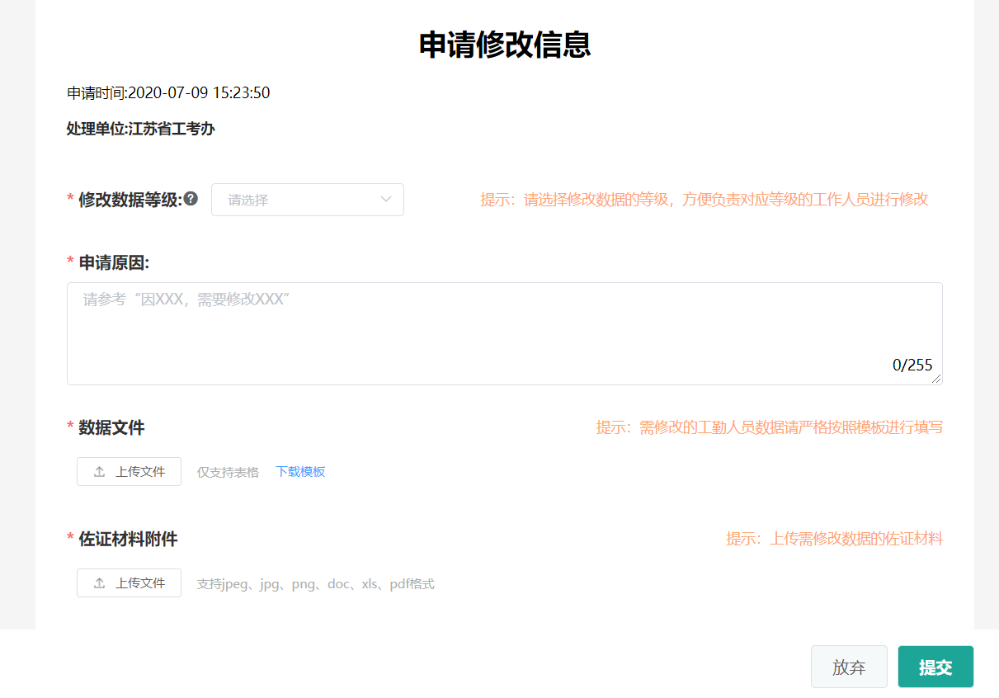 申请修改信息
申请时间:2020-07-09 15:23:50
处理单位:江苏省工考办
* 修改数据等级:? 请选择 提示：请选择修改数据的等级，方便负责对应等级的工作人员进行修改
* 申请原因:
请参考“因XXX，需要修改XXX”
0/255
* 数据文件 提示：需修改的工勤人员数据请严格按照模板进行填写
上传文件 仅支持表格 下载模板
* 佐证材料附件 提示：上传需修改数据的佐证材料
上传文件 支持jpeg、jpg、png、doc、xls、pdf格式
放弃 提交